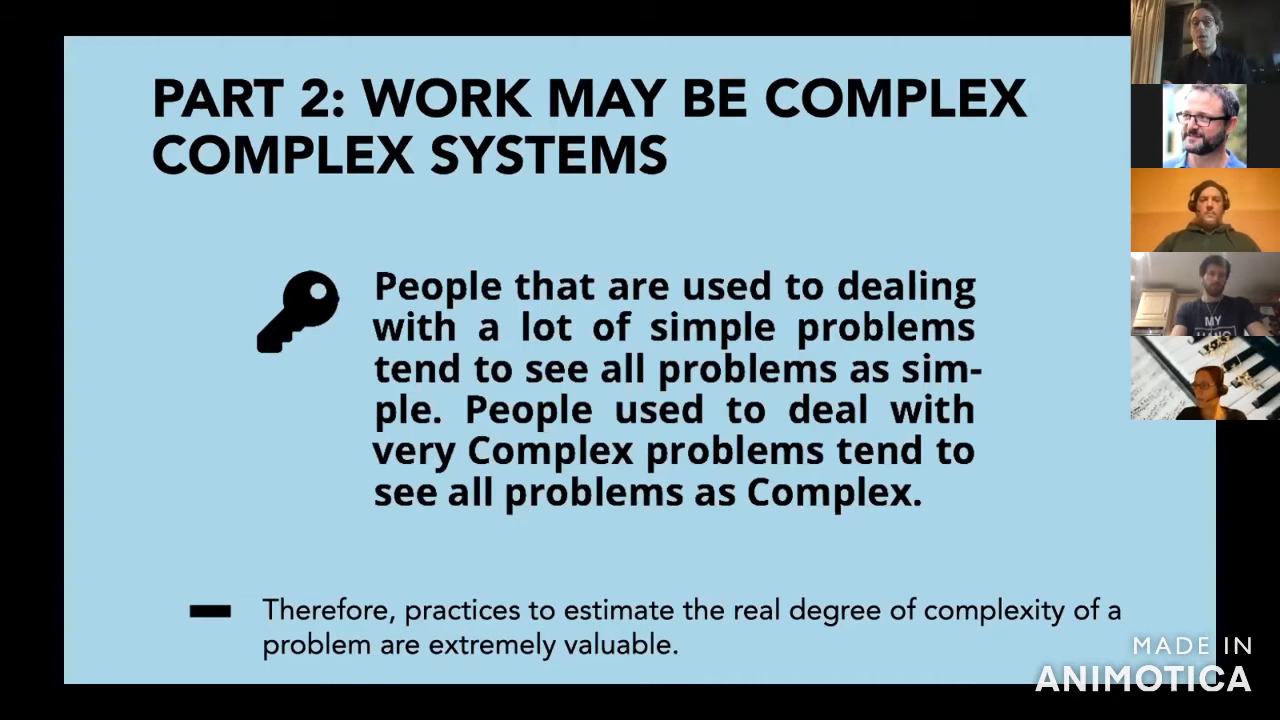 PART 2: WORK MAY BE COMPLEX
COMPLEX SYSTEMS
People that are used to dealing
with a lot of simple problems
tend to see all problems as sim-
ple. People used to deal with
very Complex problems tend to
see all problems as Complex.
Therefore, practices to estimate the real degree of complexity of a
problem are extremely valuable.
MY
MADE IN
ANIMOTICA